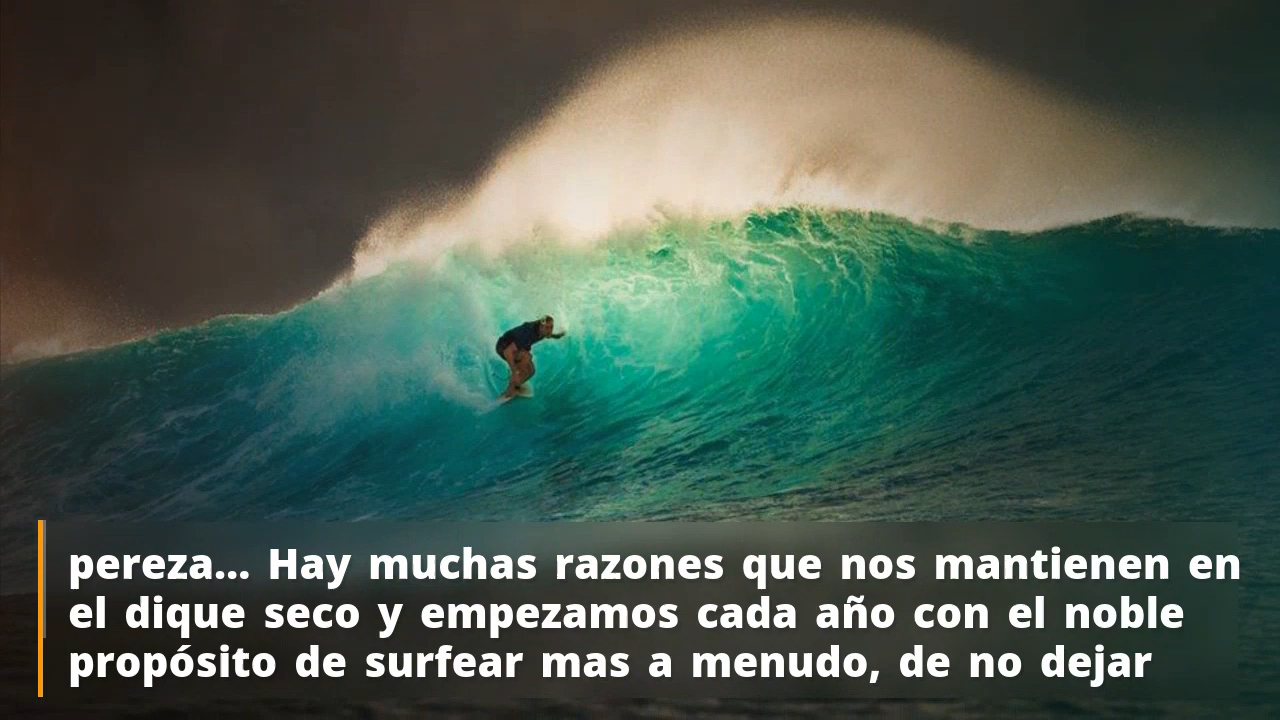 pereza... Hay muchas razones que nos mantienen en
el dique seco y empezamos cada año con el noble
propósito de surfear mas a menudo, de no dejar